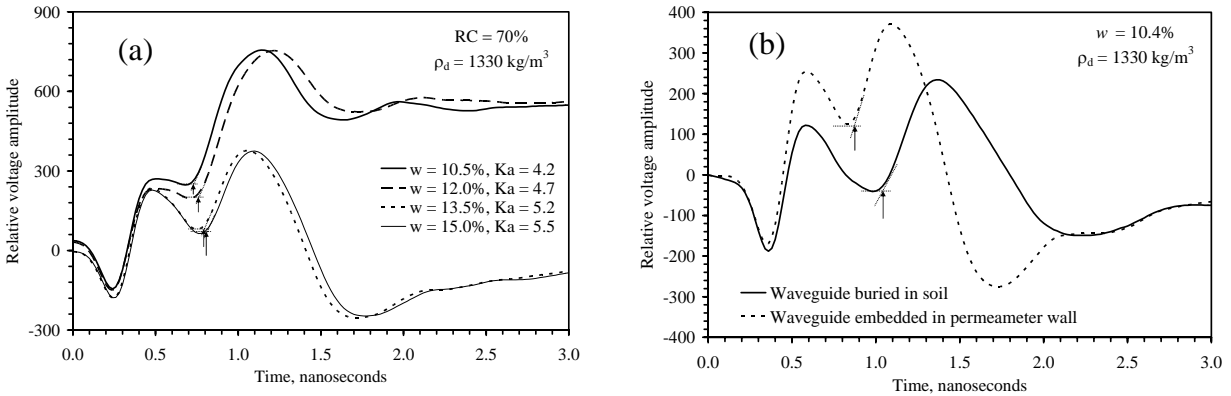 900
600
300
0
-300
Relative voltage amplitude
(a)
RC = 70%
ρd = 1330 kg/m³
w = 10.5%, Ka = 4.2
w = 12.0%, Ka = 4.7
w = 13.5%, Ka = 5.2
w = 15.0%, Ka = 5.5
0.0 0.5 1.0 1.5 2.0 2.5 3.0
Time, nanoseconds
400
300
200
100
0
-100
-200
-300
-400
Relative voltage amplitude
(b)
w = 10.4%
ρd = 1330 kg/m³
Waveguide buried in soil
Waveguide embedded in permeameter wall
0.0 0.5 1.0 1.5 2.0 2.5 3.0
Time, nanoseconds